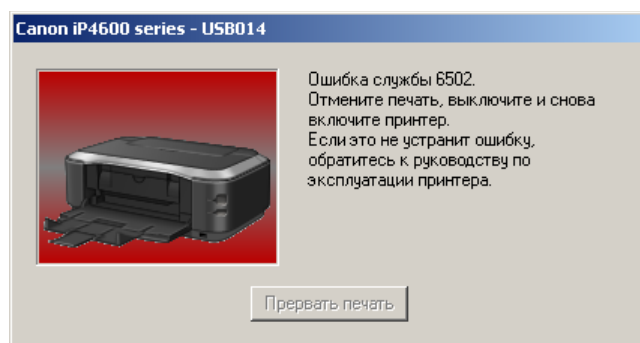 Canon iP4600 series - USB014
Ошибка службы 6502.
Отмените печать, выключите и снова
включите принтер.
Если это не устранит ошибку,
обратитесь к руководству по
эксплуатации принтера.
Прервать печать